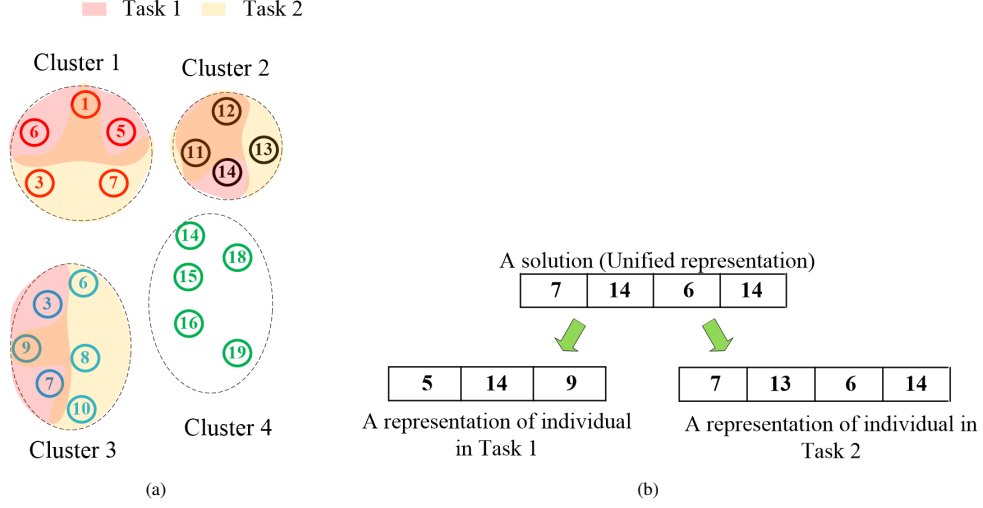 Task 1 Task 2
Cluster 1
Cluster 2
1
6 5
3 7
12
11 13
14
14
18
15
16
19
6
3
9
8
7
10
Cluster 3
Cluster 4
(a)
A solution (Unified representation)
7 14 6 14
5 14 9
7 13 6 14
A representation of individual
in Task 1
A representation of individual in
Task 2
(b)